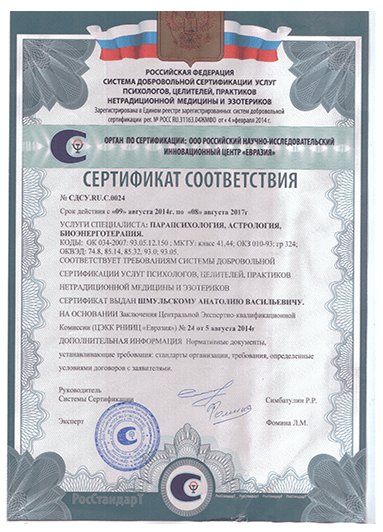 РОССИЙСКАЯ ФЕДЕРАЦИЯ
СИСТЕМА ДОБРОВОЛЬНОЙ СЕРТИФИКАЦИИ УСЛУГ
ПСИХОЛОГОВ, ЦЕЛИТЕЛЕЙ, ПРАКТИКОВ
НЕТРАДИЦИОННОЙ МЕДИЦИНЫ И ЭЗОТЕРИКОВ
Зарегистрирована в Едином реестре зарегистрированных систем добровольной
сертификации рег. № РОСС RU.31163.04ЖМФ0 от « 4 »февраля 2014 г.
ОРГАН ПО СЕРТИФИКАЦИИ: ООО РОССИЙСКИЙ НАУЧНО-ИССЛЕДОВАТЕЛЬСКИЙ
ИННОВАЦИОННЫЙ ЦЕНТР «ЕВРАЗИЯ»
СЕРТИФИКАТ СООТВЕТСТВИЯ
№ СДСУ.RU.C.0024
Срок действия с «09» августа 2014г. по «08» августа 2017г
УСЛУГИ СПЕЦИАЛИСТА: ПАРАПСИХОЛОГИЯ, АСТРОЛОГИЯ,
БИОЭНЕРГОТЕРАПИЯ.
КОДЫ: ОК 034-2007: 93.05.12.150 ; МКТУ: класс 41,44; ОКЗ 010-93: гр 324;
ОКВЭД: 74.8, 85.14, 85.32, 93.0; 93.05.
СООТВЕТСТВУЕТ ТРЕБОВАНИЯМ СИСТЕМЫ ДОБРОВОЛЬНОЙ
СЕРТИФИКАЦИИ УСЛУГ ПСИХОЛОГОВ, ЦЕЛИТЕЛЕЙ, ПРАКТИКОВ
НЕТРАДИЦИОННОЙ МЕДИЦИНЫ И ЭЗОТЕРИКОВ
СЕРТИФИКАТ ВЫДАН ШМУЛЬСКОМУ АНАТОЛИЮ ВАСИЛЬЕВИЧУ.
НА ОСНОВАНИИ Заключения Центральной Экспертно-квалификационной
Комиссии (ЦЭКК РНИИЦ «Евразия») № 24 от 5 августа 2014г
ДОПОЛНИТЕЛЬНАЯ ИНФОРМАЦИЯ Нормативные документы,
устанавливающие требования: стандарты организации, требования, определенные
условиями договоров с заявителями.
Руководитель
Системы Сертификации
Симбатулин Р.Р.
Эксперт
Фомина Л.М.
РосСтандарТ